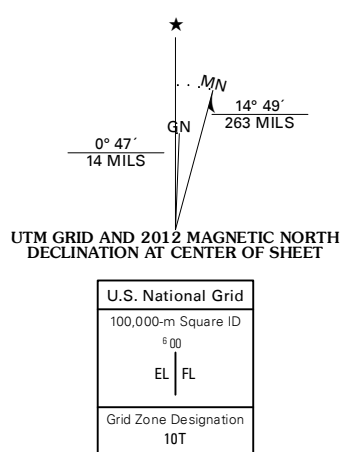 ★
MN
GN
14° 49´
263 MILS
0° 47´
14 MILS
UTM GRID AND 2012 MAGNETIC NORTH
DECLINATION AT CENTER OF SHEET
U.S. National Grid
100,000-m Square ID
6 00
EL FL
Grid Zone Designation
10T